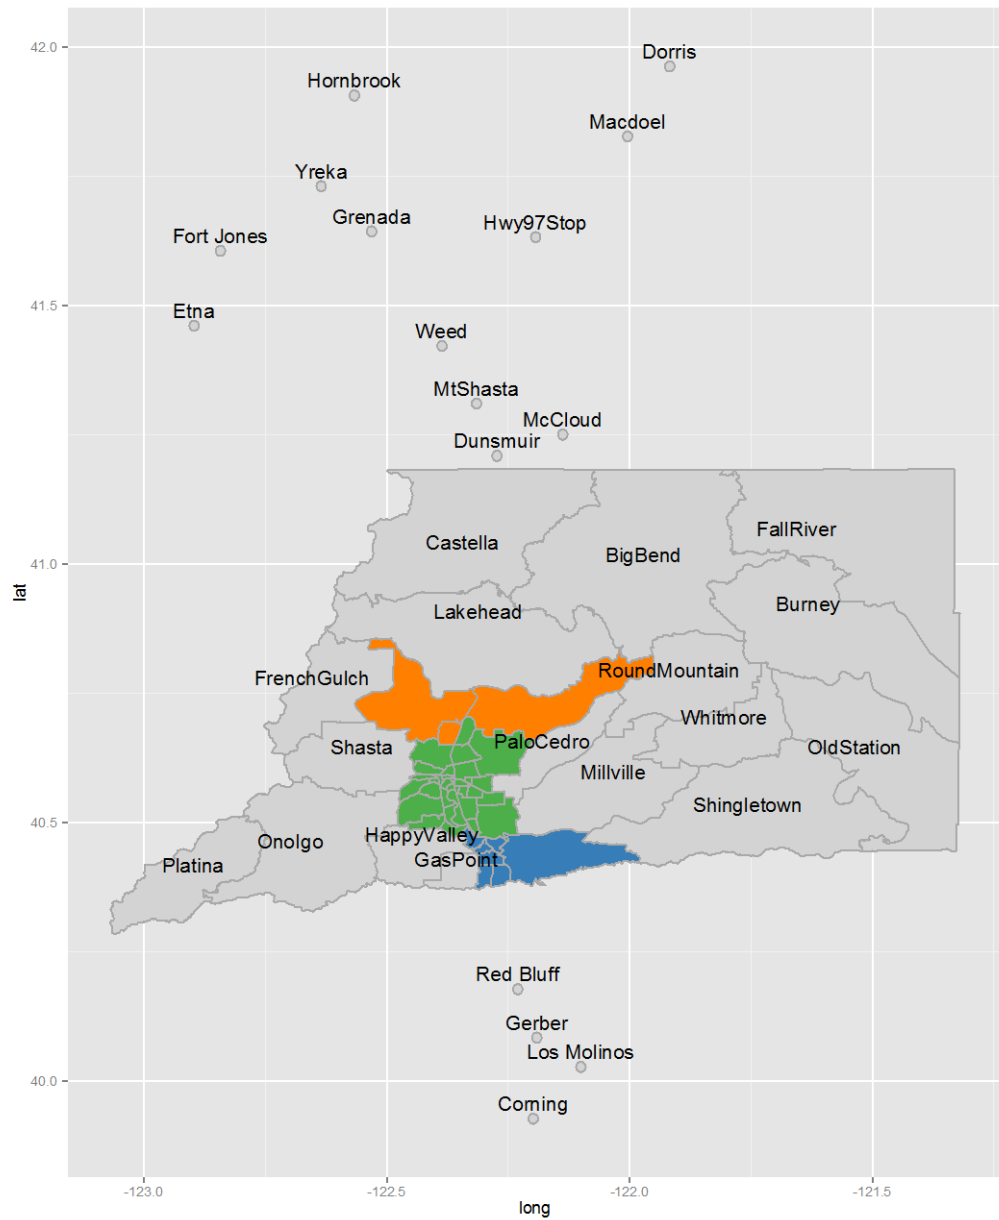 42.0
Dorris
Hornbrook
Macdoel
Yreka
Grenada
Hwy97Stop
Fort Jones
41.5
Etna
Weed
MtShasta
McCloud
Dunsmuir
FallRiver
Castella
BigBend
41.0
lat
Burney
Lakehead
RoundMountain
FrenchGulch
Whitmore
PaloCedro
Shasta
OldStation
Millville
Shingletown
40.5
HappyValley
Onolgo
GasPoint
Platina
Red Bluff
Gerber
Los Molinos
40.0
Corning
-123.0
-122.5
-122.0
-121.5
long